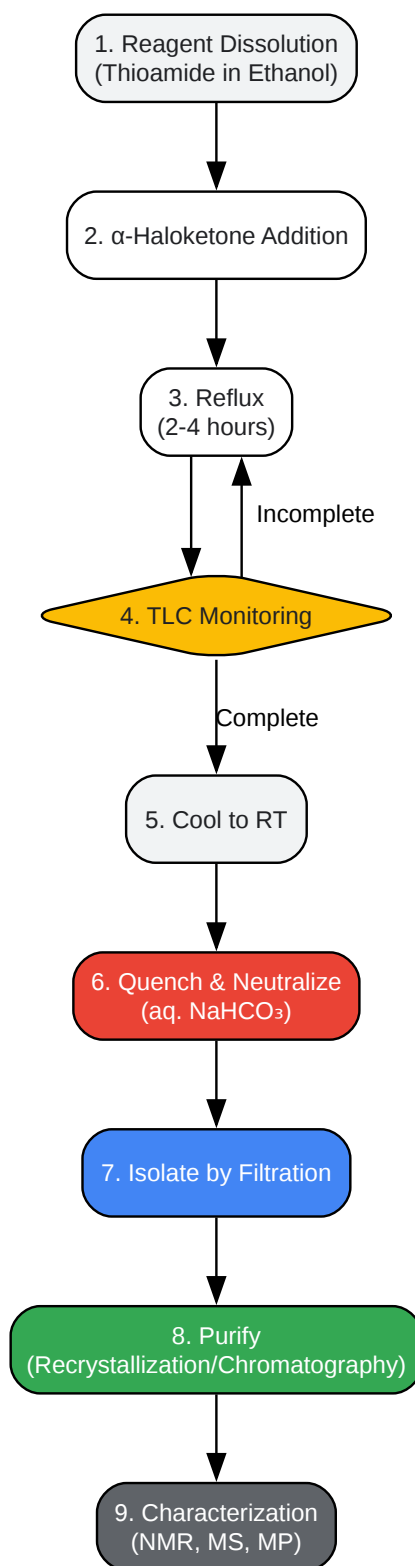 1. Reagent Dissolution
(Thioamide in Ethanol)
2. α-Haloketone Addition
3. Reflux
(2-4 hours)
Incomplete
4. TLC Monitoring
Complete
5. Cool to RT
6. Quench & Neutralize
(aq. NaHCO₃)
7. Isolate by Filtration
8. Purify
(Recrystallization/Chromatography)
9. Characterization
(NMR, MS, MP)